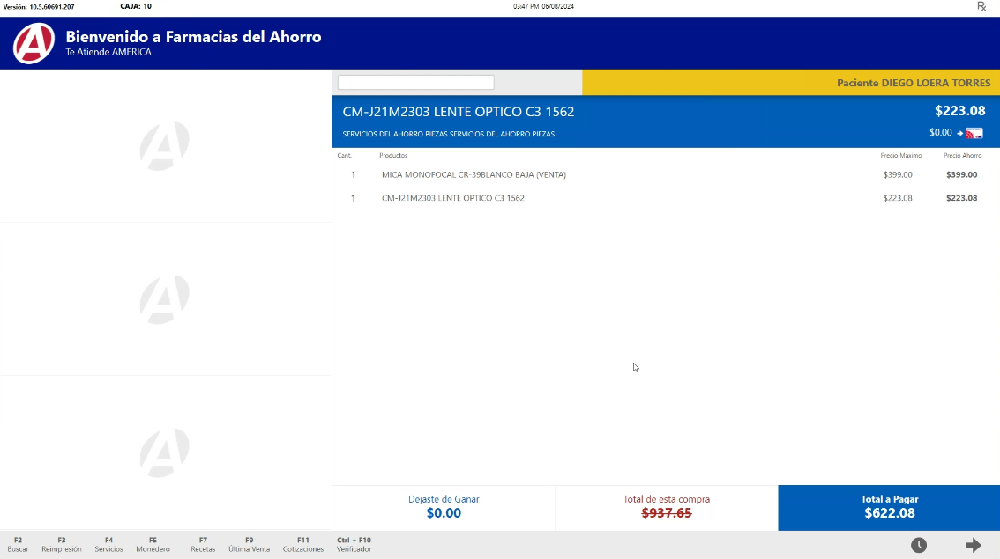 Versión: 10.5.60691.207
CAJA: 10
03:47 PM 06/08/2024
Bienvenido a Farmacias del Ahorro
Te Atiende AMERICA
Paciente DIEGO LOERA TORRES
CM-J21M2303 LENTE OPTICO C3 1562 $223.08
SERVICIOS DEL AHORRO PIEZAS SERVICIOS DEL AHORRO PIEZAS $0.00
Cant. Productos Precio Máximo Precio Ahorro
1 MICA MONOFOCAL CR-39BLANCO BAJA (VENTA) $399.00 $399.00
1 CM-J21M2303 LENTE OPTICO C3 1562 $223.08 $223.08
Dejaste de Ganar
$0.00
Total de esta compra
$937.65
Total a Pagar
$622.08
F2 F3 F4 F5 F7 F9 F11 Ctrl + F10
Buscar Reimpresión Servicios Monedero Recetas Última Venta Cotizaciones Verificador